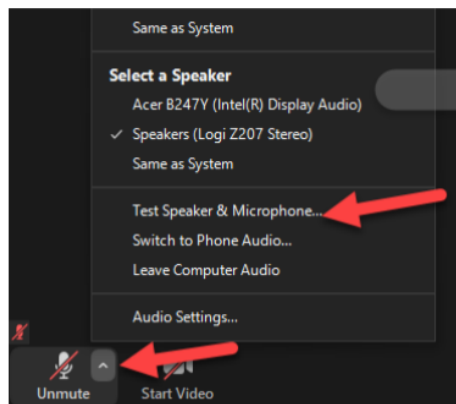 Same as System
Select a Speaker
Acer B247Y (Intel(R) Display Audio)
Speakers (Logi Z207 Stereo)
Same as System
Test Speaker & Microphone...
Switch to Phone Audio...
Leave Computer Audio
Audio Settings...
Unmute
Start Video